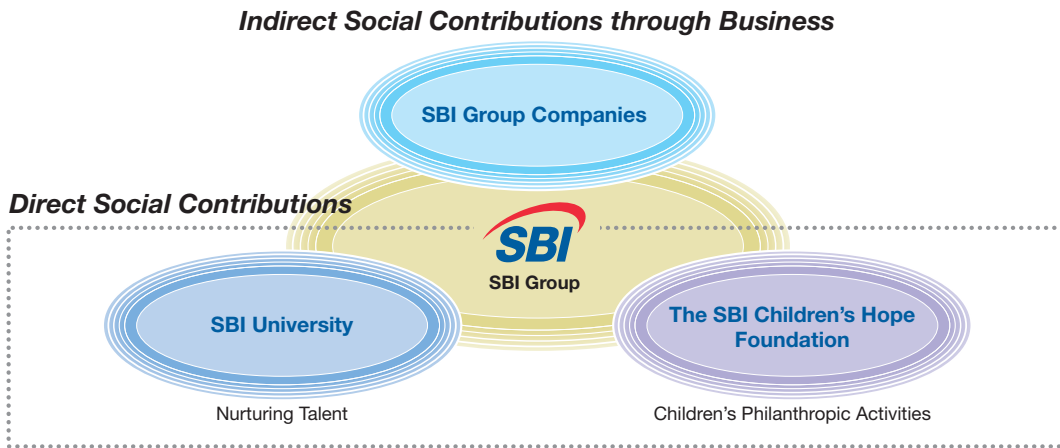 Indirect Social Contributions through Business
SBI Group Companies
Direct Social Contributions
SBI
SBI Group
SBI University
The SBI Children’s Hope
Foundation
Nurturing Talent
Children’s Philanthropic Activities